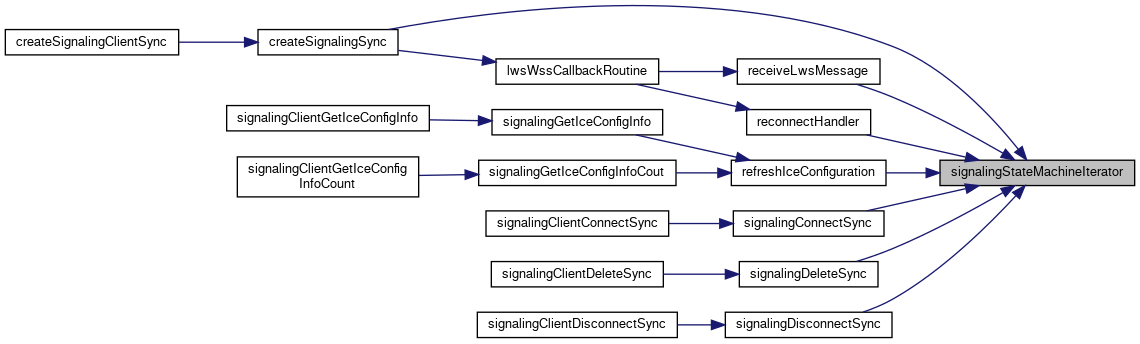 createSignalingClientSync
createSignalingSync
lwsWssCallbackRoutine
receiveLwsMessage
signalingClientGetIceConfigInfo
signalingGetIceConfigInfo
reconnectHandler
signalingClientGetIceConfig
InfoCount
signalingGetIceConfigInfoCout
refreshIceConfiguration
signalingStateMachineIterator
signalingClientConnectSync
signalingConnectSync
signalingClientDeleteSync
signalingDeleteSync
signalingClientDisconnectSync
signalingDisconnectSync